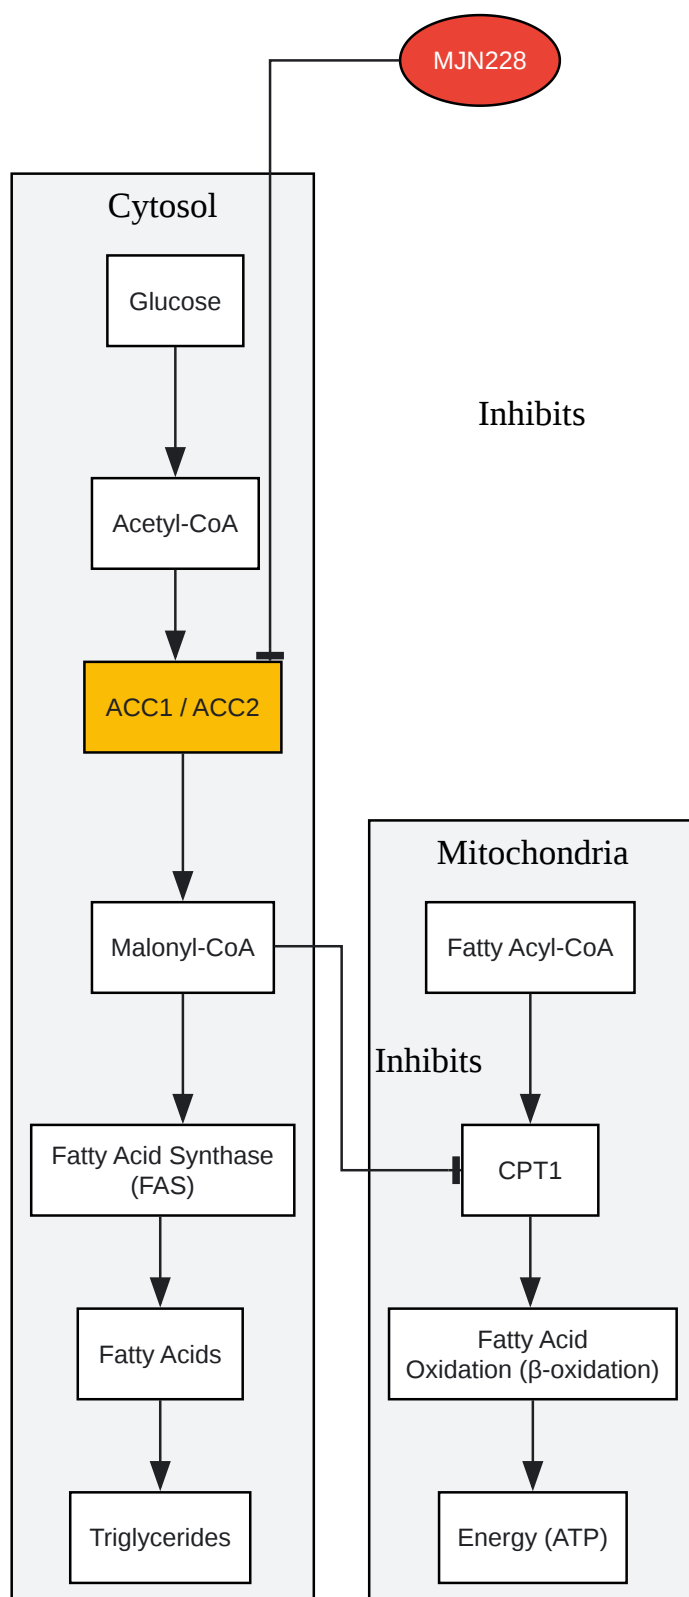 MJN228
Cytosol
Glucose
Inhibits
Acetyl-CoA
ACC1 / ACC2
Mitochondria
Malonyl-CoA
Fatty Acyl-CoA
Inhibits
Fatty Acid Synthase
(FAS)
CPT1
Fatty Acids
Fatty Acid
Oxidation (β-oxidation)
Triglycerides
Energy (ATP)